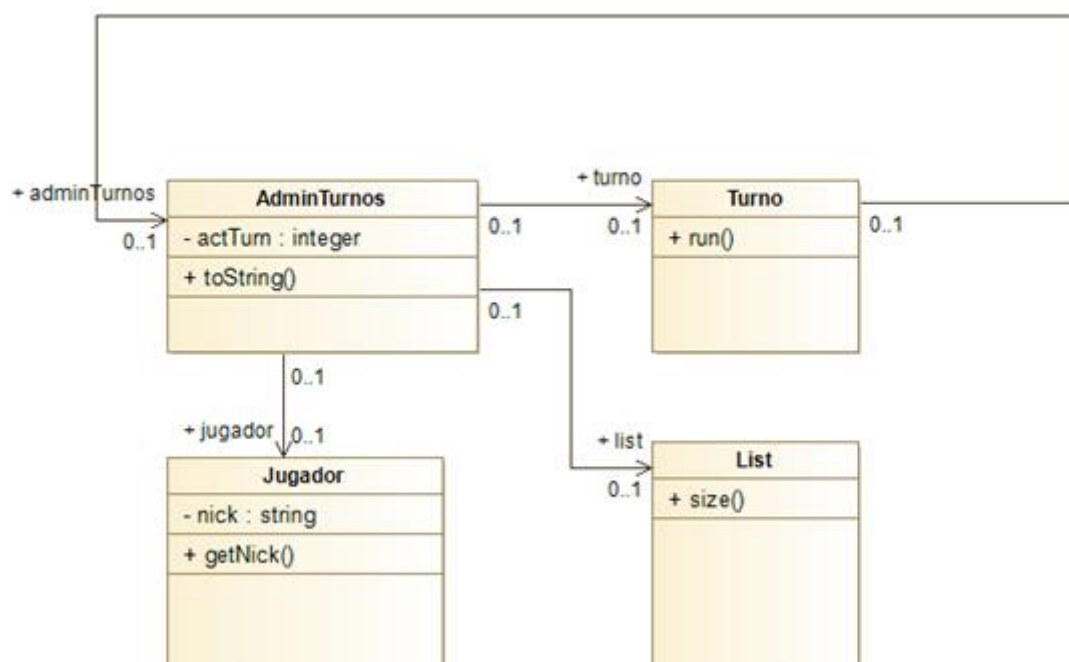 + adminTurnos
0..1
AdminTurnos
- actTurn : integer
+ toString()
0..1
+ turno
0..1
Turno
+ run()
0..1
0..1
+ list
0..1
List
+ size()
0..1
+ jugador
0..1
Jugador
- nick : string
+ getNick()